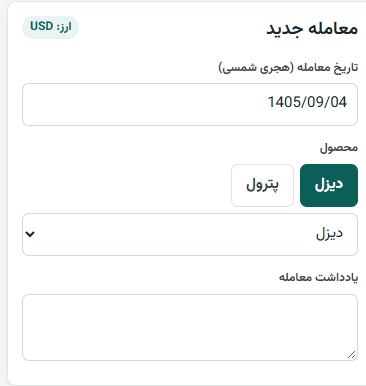 معامله جدید
ارز: USD
تاریخ معامله (هجری شمسی)
1405/09/04
محصول
دیزل
پترول
دیزل
یادداشت معامله